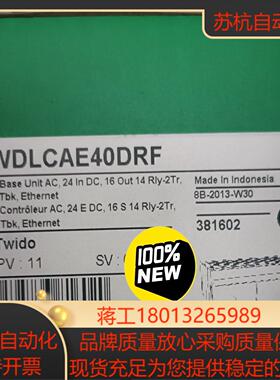 苏杭自动
WDLCAE40DRF
Base Unit AC, 24 In DC, 16 Out 14 Rly-2Tr,
Tbk, Ethernet
Contrôleur AC, 24 E DC, 16 S 14 Rly-2Tr,
Tbk, Ethernet
Made in Indonesia
8B-2013-W30
381602
Twido
PV : 11
SV :
100%
NEW
蒋工18013265989
自动化
品牌质量放心采购发货
开票
现货充足为您提供稳定的